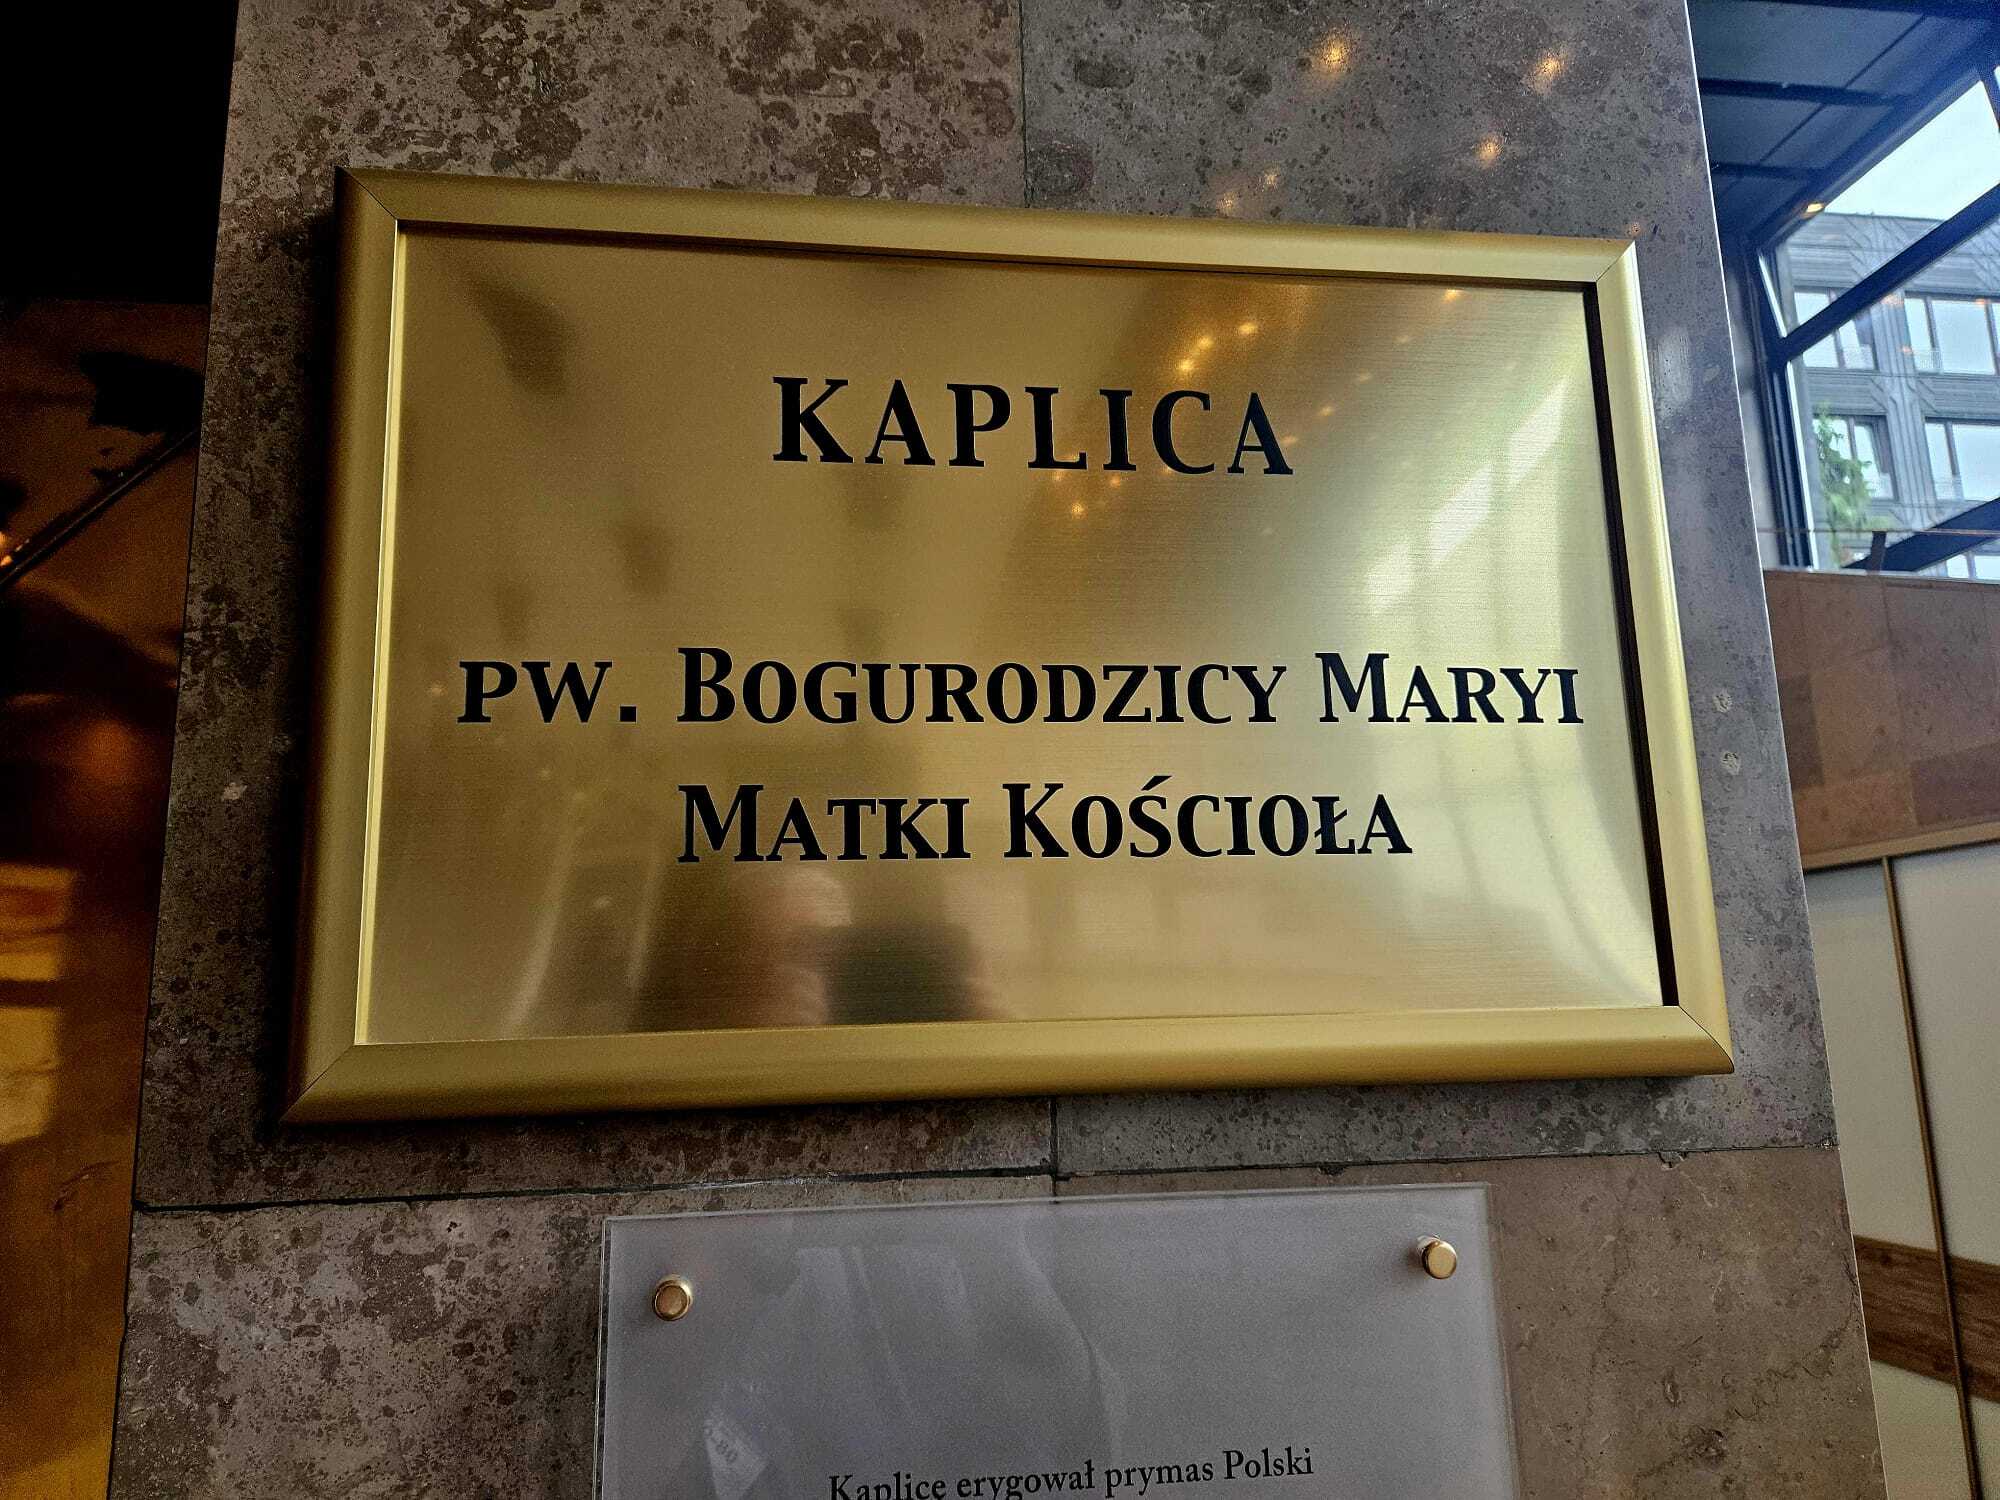 KAPLICA
PW. BOGURODZICY MARYI
MATKI KOŚCIOŁA
Kaplicę erygował prymas Polski